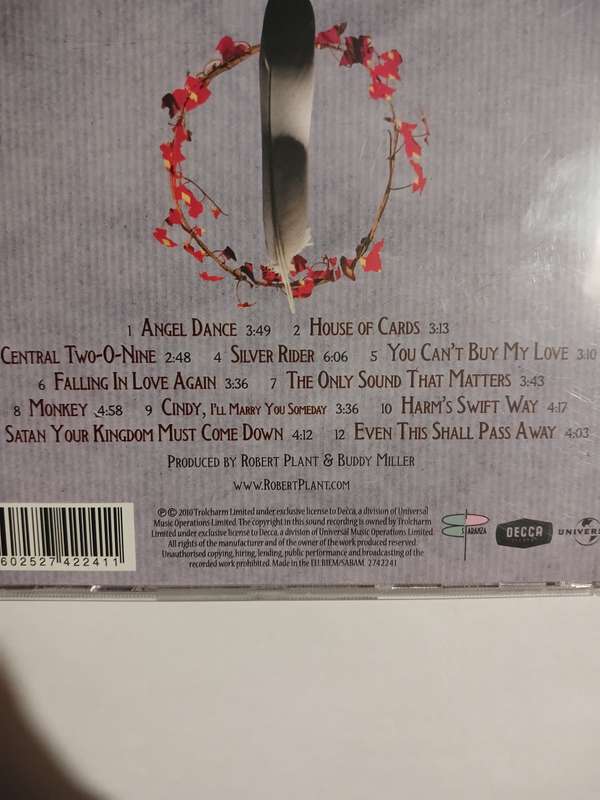 1 ANGEL DANCE 3:49 2 HOUSE OF CARDS 3:13
CENTRAL TWO-O-NINE 2:48 4 SILVER RIDER 6:06 5 YOU CAN'T BUY MY LOVE 3:10
6 FALLING IN LOVE AGAIN 3:36 7 THE ONLY SOUND THAT MATTERS 3:43
8 MONKEY 4:58 9 CINDY, I'LL MARRY YOU SOMEDAY 3:36 10 HARM'S SWIFT WAY 4:17
SATAN YOUR KINGDOM MUST COME DOWN 4:12 12 EVEN THIS SHALL PASS AWAY 4:03
PRODUCED BY ROBERT PLANT & BUDDY MILLER
WWW.ROBERTPLANT.COM
℗ © 2010 Trolcharm Limited under exclusive license to Decca, a division of Universal
Music Operations Limited. The copyright in this sound recording is owned by Trolcharm
Limited under exclusive license to Decca, a division of Universal Music Operations Limited.
All rights of the manufacturer and of the owner of the work produced reserved.
Unauthorised copying, hiring, lending, public performance and broadcasting of the
recorded work prohibited. Made in the EU. BIEM/SABAM. 2742241
602527 422411
ES PARANZA
DECCA
UNIVERS